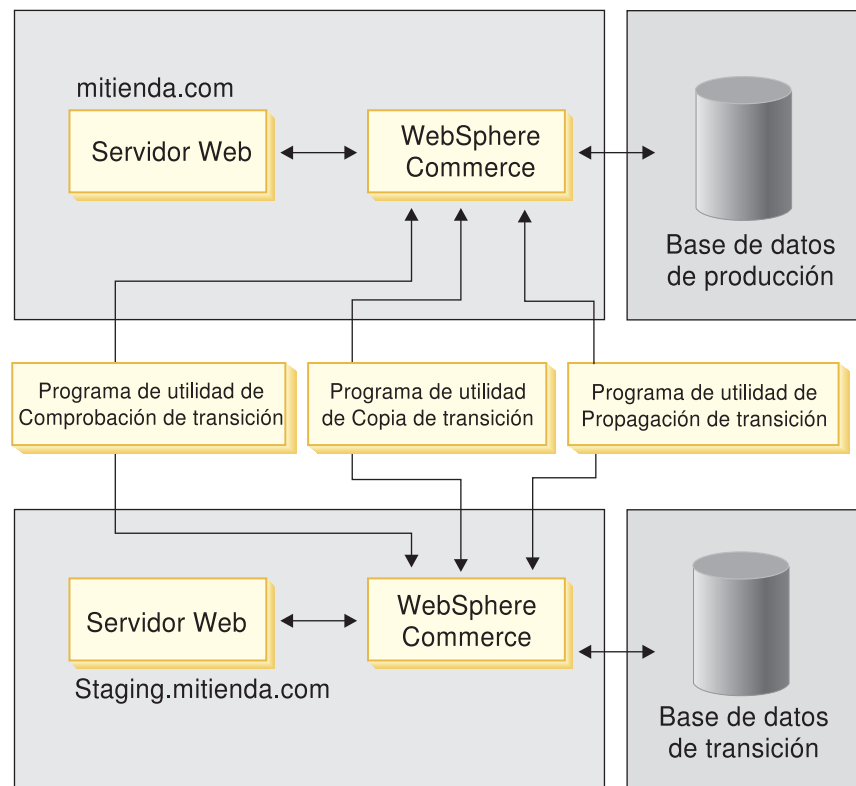 mitienda.com
Servidor Web
WebSphere
Commerce
Base de datos
de producción
Programa de utilidad de
Comprobación de transición
Programa de utilidad
de Copia de transición
Programa de utilidad de
Propagación de transición
Servidor Web
WebSphere
Commerce
Staging.mitienda.com
Base de datos
de transición